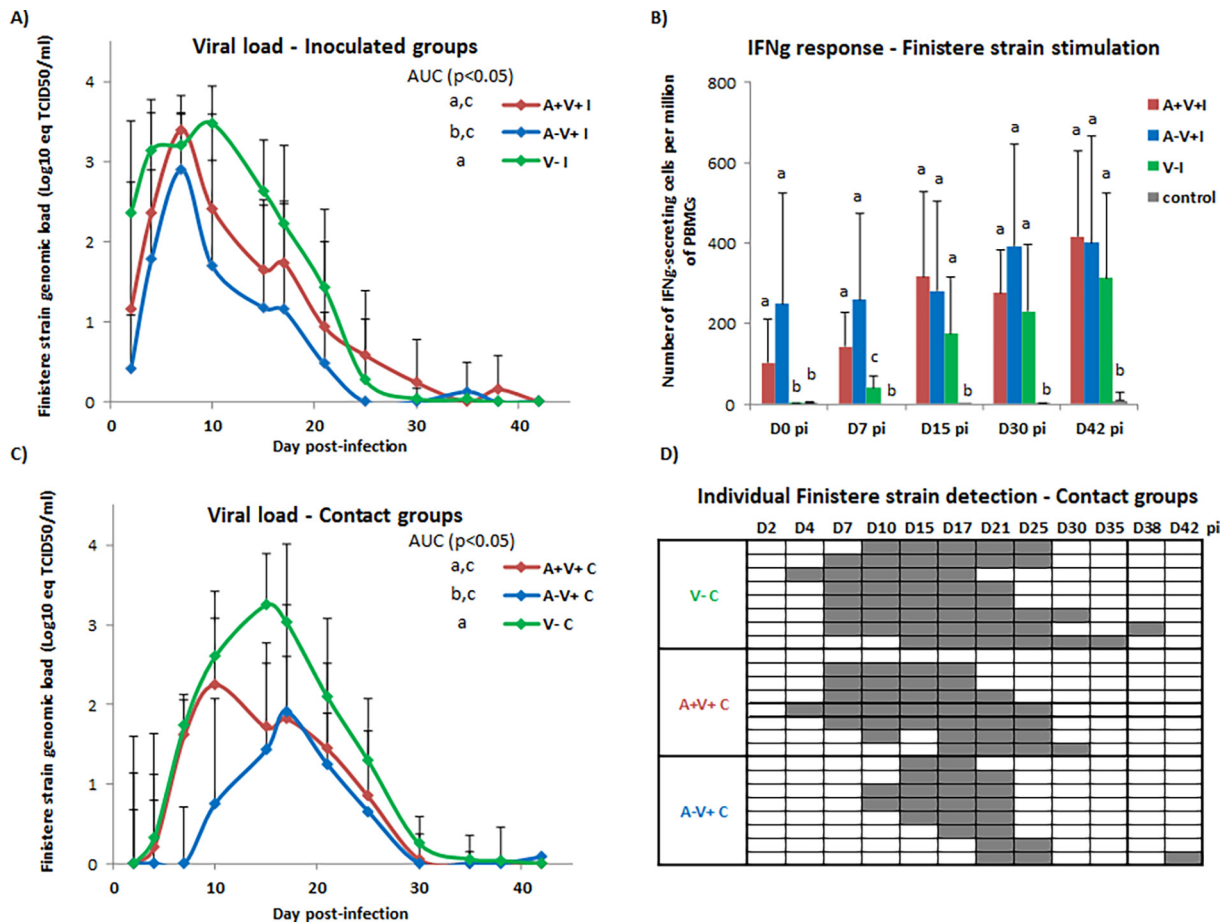 A)
Viral load - Inoculated groups
AUC (p<0.05)
a,c
A+V+ I
b,c
A-V+ I
a
V- I
Finistere strain genomic load (Log10 eq TCID50/ml)
4
3
2
1
0
0
10
20
30
40
Day post-infection
B)
IFNg response - Finistere strain stimulation
Number of IFNg-secreting cells per million of PBMCs
800
600
400
200
0
a
a
b
b
a
a
c
b
a
a
a
b
a
a
a
b
a
a
a
b
D0 pi
D7 pi
D15 pi
D30 pi
D42 pi
A+V+I
A-V+I
V-I
control
C)
Viral load - Contact groups
AUC (p<0.05)
a,c
A+V+ C
b,c
A-V+ C
a
V- C
Finistere strain genomic load (Log10 eq TCID50/ml)
4
3
2
1
0
0
10
20
30
40
Day post-infection
D)
Individual Finistere strain detection - Contact groups
D2 D4 D7 D10 D15 D17 D21 D25 D30 D35 D38 D42 pi
V- C
A+V+ C
A-V+ C